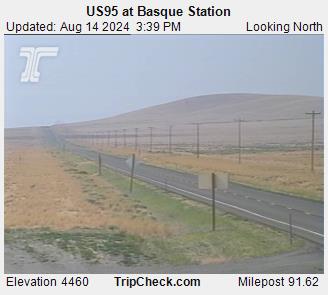 US95 at Basque Station
Updated: Aug 14 2024 3:39 PM Looking North
Elevation 4460 TripCheck.com Milepost 91.62